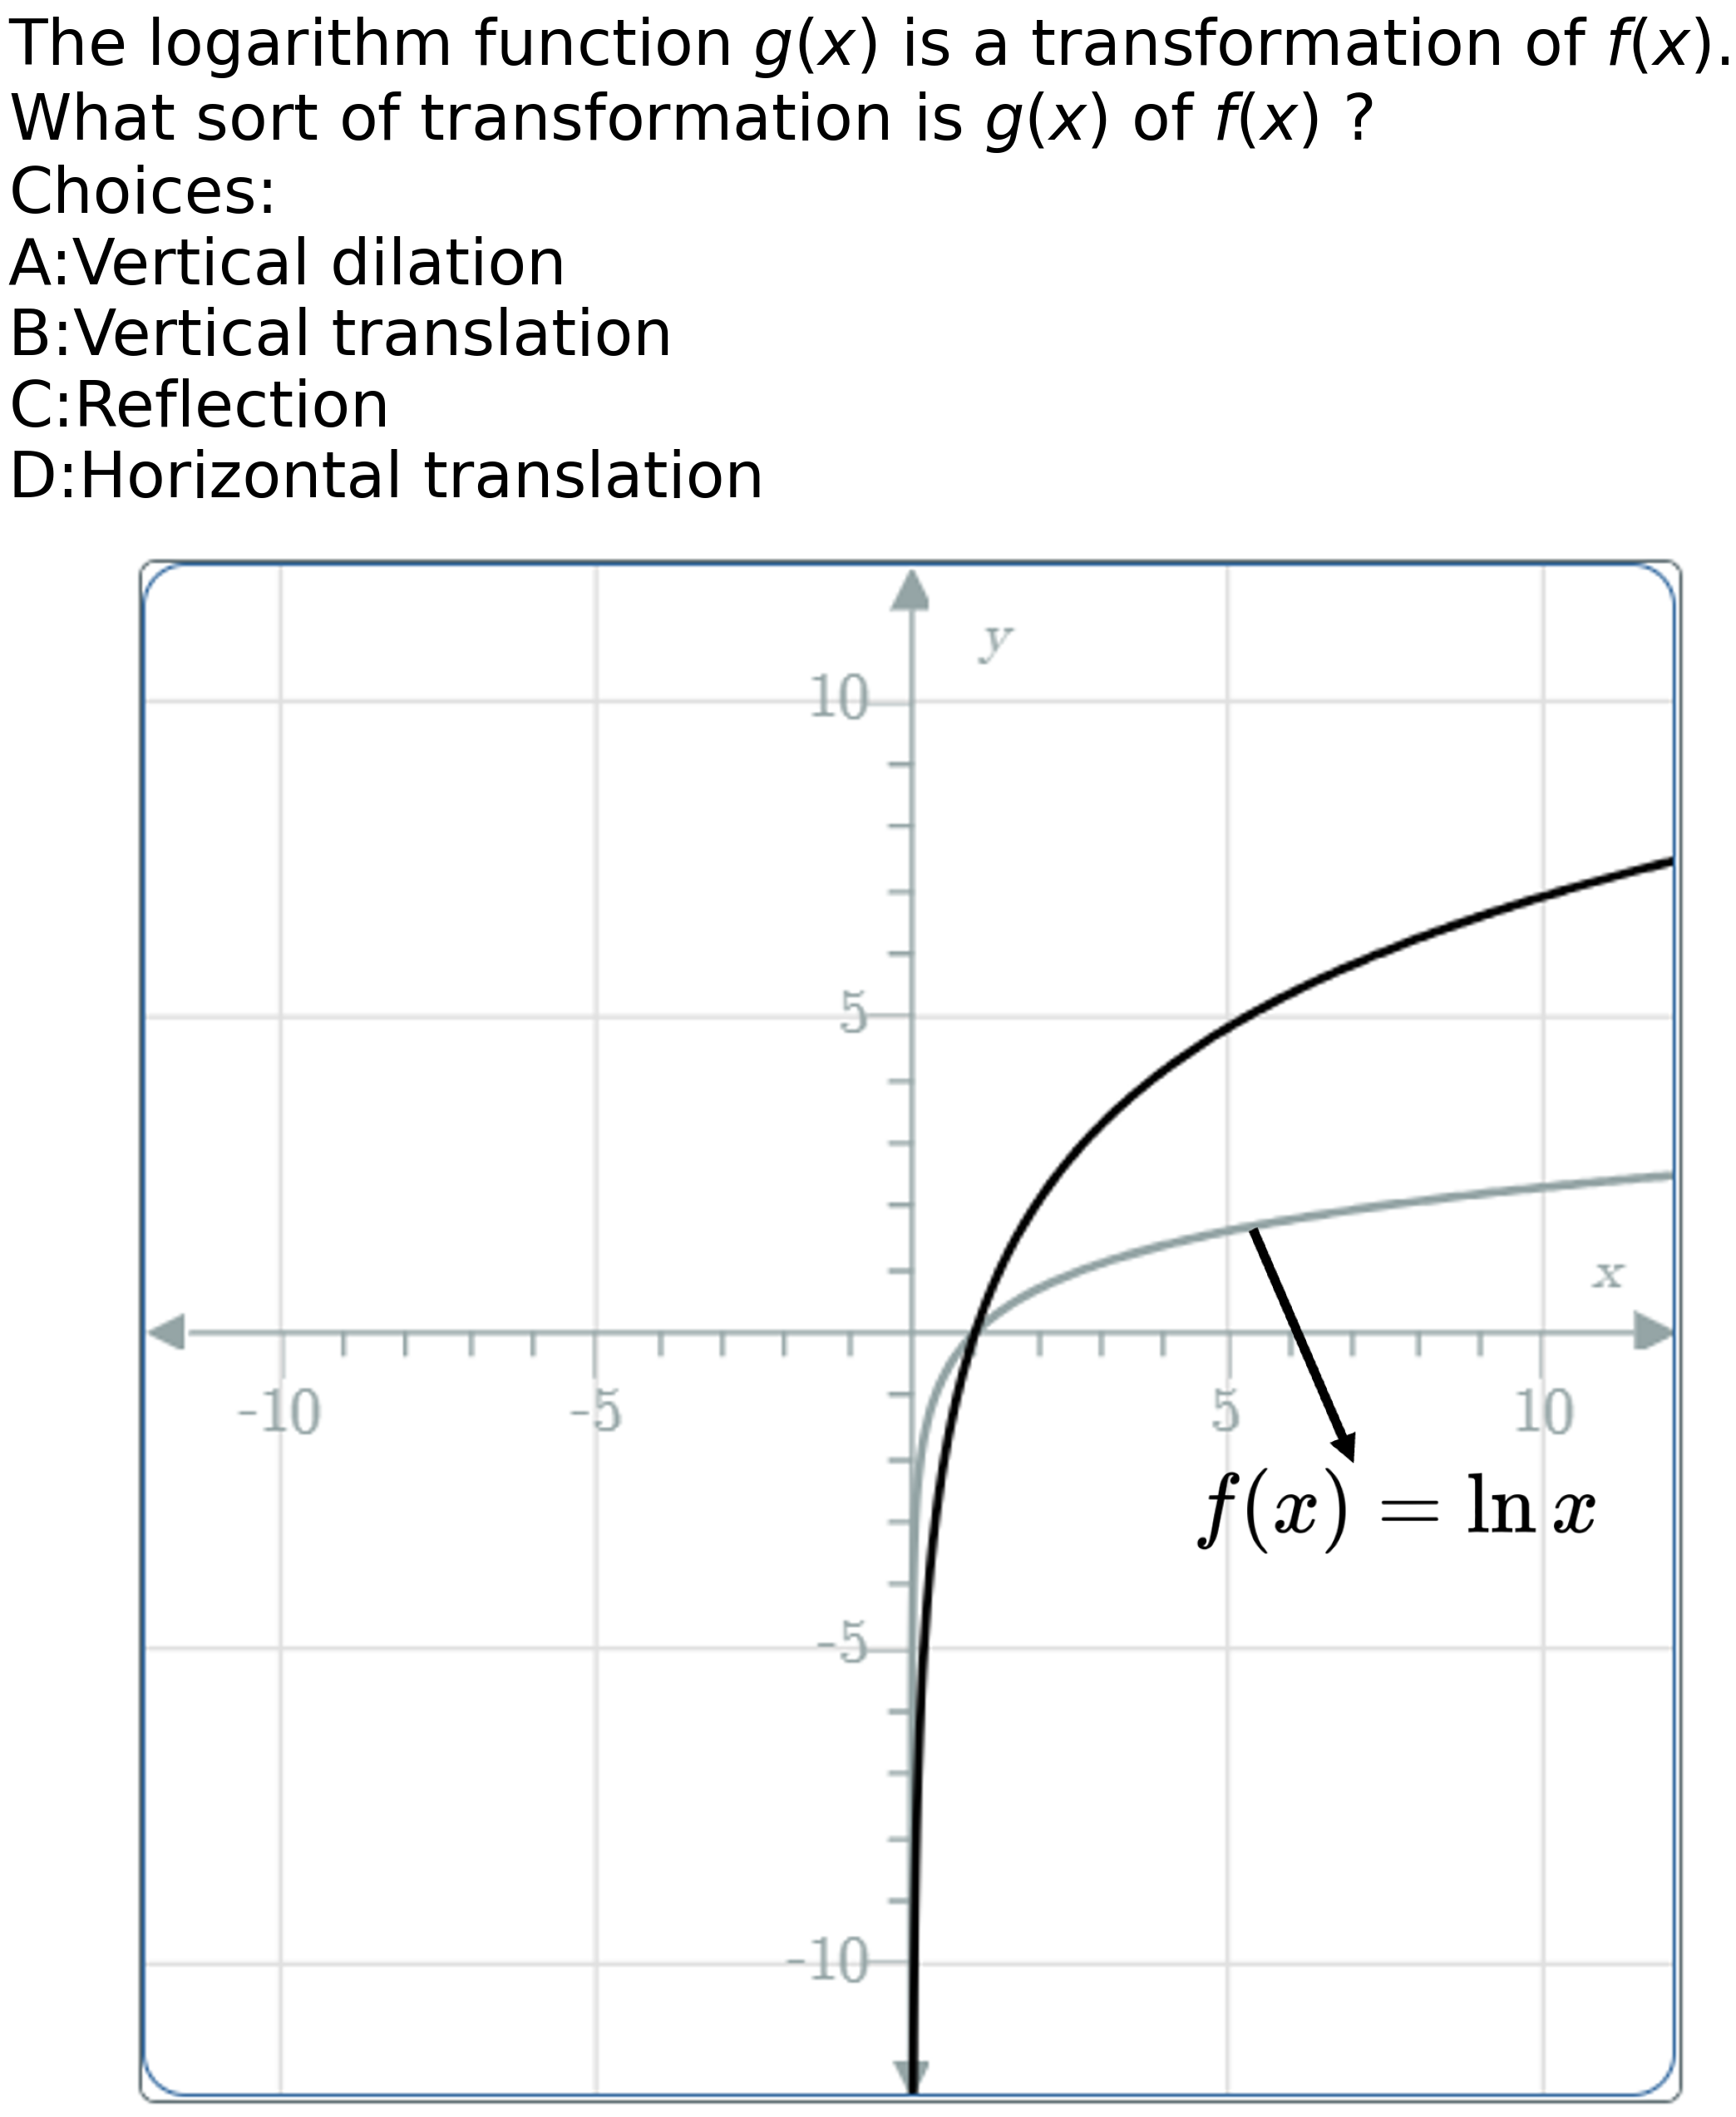 The logarithm function g(x) is a transformation of f(x).
What sort of transformation is g(x) of f(x) ?
Choices:
A:Vertical dilation
B:Vertical translation
C:Reflection
D:Horizontal translation
y
10
5
x
-10 -5 5 10
f(x) = ln x
-5
-10